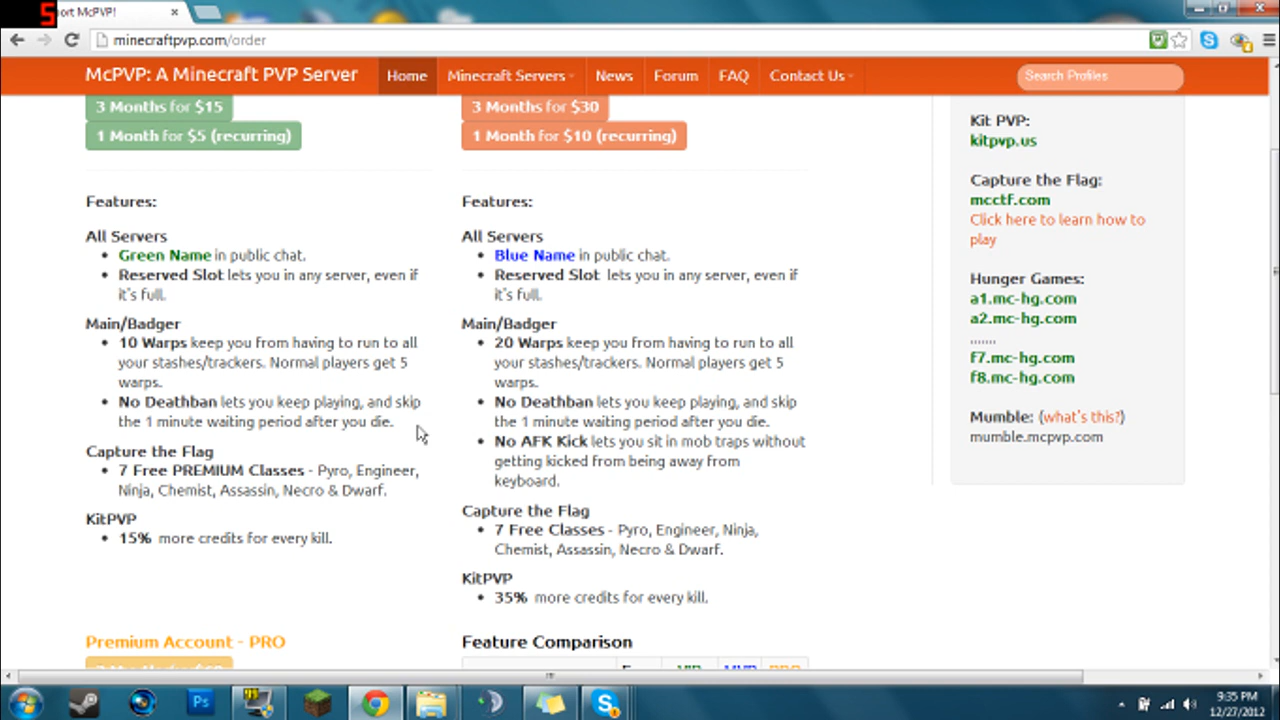 ort McPVP!
minecraftpvp.com/order
McPVP: A Minecraft PVP Server
Home
Minecraft Servers
News
Forum
FAQ
Contact Us
Search Profiles
3 Months for $15
1 Month for $5 (recurring)
Features:
All Servers
Green Name in public chat.
Reserved Slot lets you in any server, even if
it's full.
Main/Badger
10 Warps keep you from having to run to all
your stashes/trackers. Normal players get 5
warps.
No Deathban lets you keep playing, and skip
the 1 minute waiting period after you die.
Capture the Flag
7 Free PREMIUM Classes - Pyro, Engineer,
Ninja, Chemist, Assassin, Necro & Dwarf.
KitPVP
15% more credits for every kill.
Premium Account - PRO
3 Months for $30
1 Month for $10 (recurring)
Features:
All Servers
Blue Name in public chat.
Reserved Slot lets you in any server, even if
it's full.
Main/Badger
20 Warps keep you from having to run to all
your stashes/trackers. Normal players get 5
warps.
No Deathban lets you keep playing, and skip
the 1 minute waiting period after you die.
No AFK Kick lets you sit in mob traps without
getting kicked from being away from
keyboard.
Capture the Flag
7 Free Classes - Pyro, Engineer, Ninja,
Chemist, Assassin, Necro & Dwarf.
KitPVP
35% more credits for every kill.
Feature Comparison
VIP
MVP
PRO
Kit PVP:
kitpvp.us
Capture the Flag:
mcctf.com
Click here to learn how to
play
Hunger Games:
a1.mc-hg.com
a2.mc-hg.com
.......
f7.mc-hg.com
f8.mc-hg.com
Mumble: (what's this?)
mumble.mcpvp.com
Ps
9:35 PM
12/27/2012